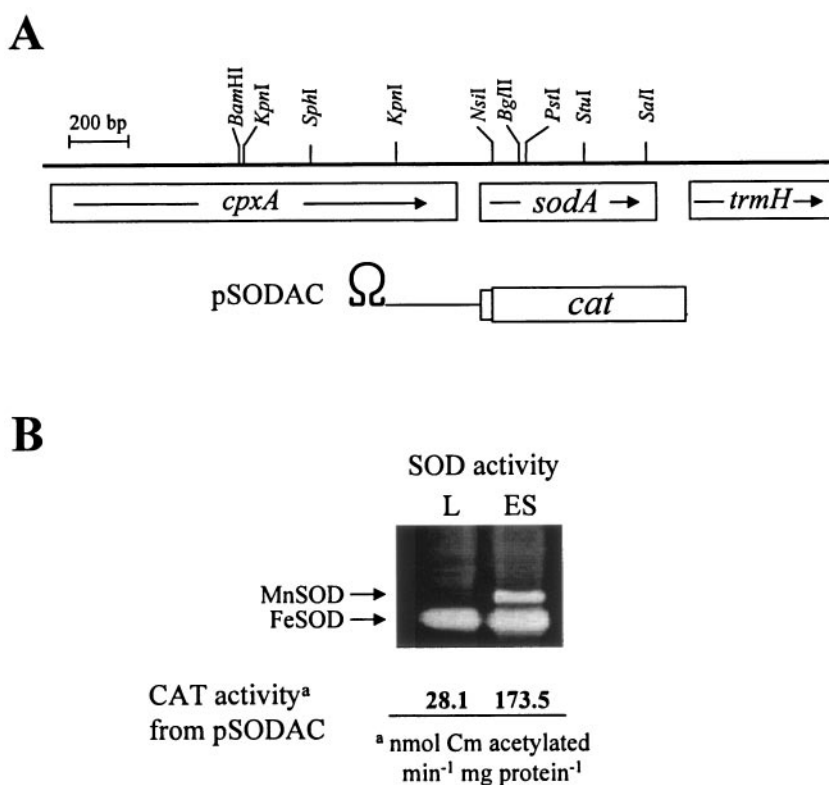 A
200 bp
BamHI
KpnI
SphI
KpnI
NsiI
BglII
PstI
StuI
SalI
cpxA
sodA
trmH
pSODAC
Ω
cat
B
SOD activity
L ES
MnSOD
FeSOD
CAT activityᵃ 28.1 173.5
from pSODAC
ᵃ nmol Cm acetylated
min⁻¹ mg protein⁻¹